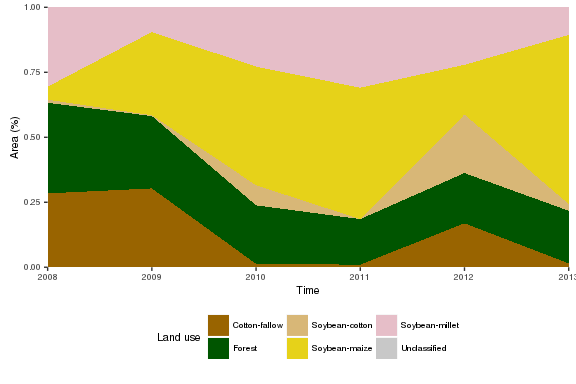 1.00
0.75
0.50
0.25
0.00
Area (%)
2008 2009 2010 2011 2012 2013
Time
Land use
Cotton-fallow Soybean-cotton Soybean-millet
Forest Soybean-maize Unclassified